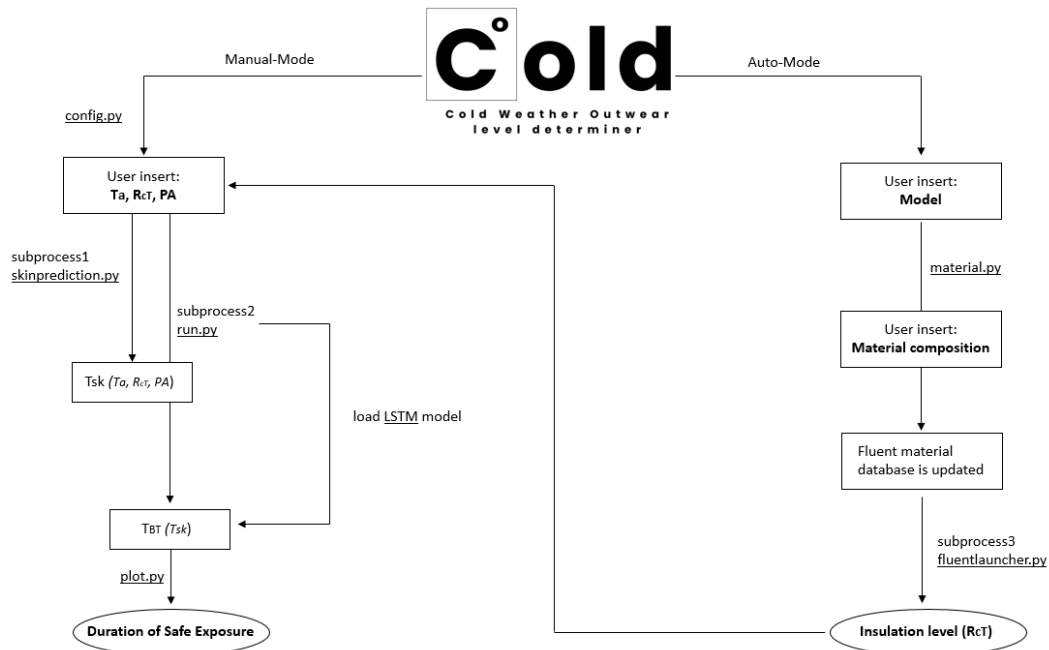 C°old
Cold Weather Outwear
level determiner
Manual-Mode
Auto-Mode
config.py
User insert:
Ta, RcT, PA
User insert:
Model
subprocess1
skinprediction.py
material.py
subprocess2
run.py
User insert:
Material composition
Tsk (Ta, RcT, PA)
load LSTM model
Fluent material
database is updated
TBT (Tsk)
subprocess3
fluentlauncher.py
plot.py
Duration of Safe Exposure
Insulation level (RcT)